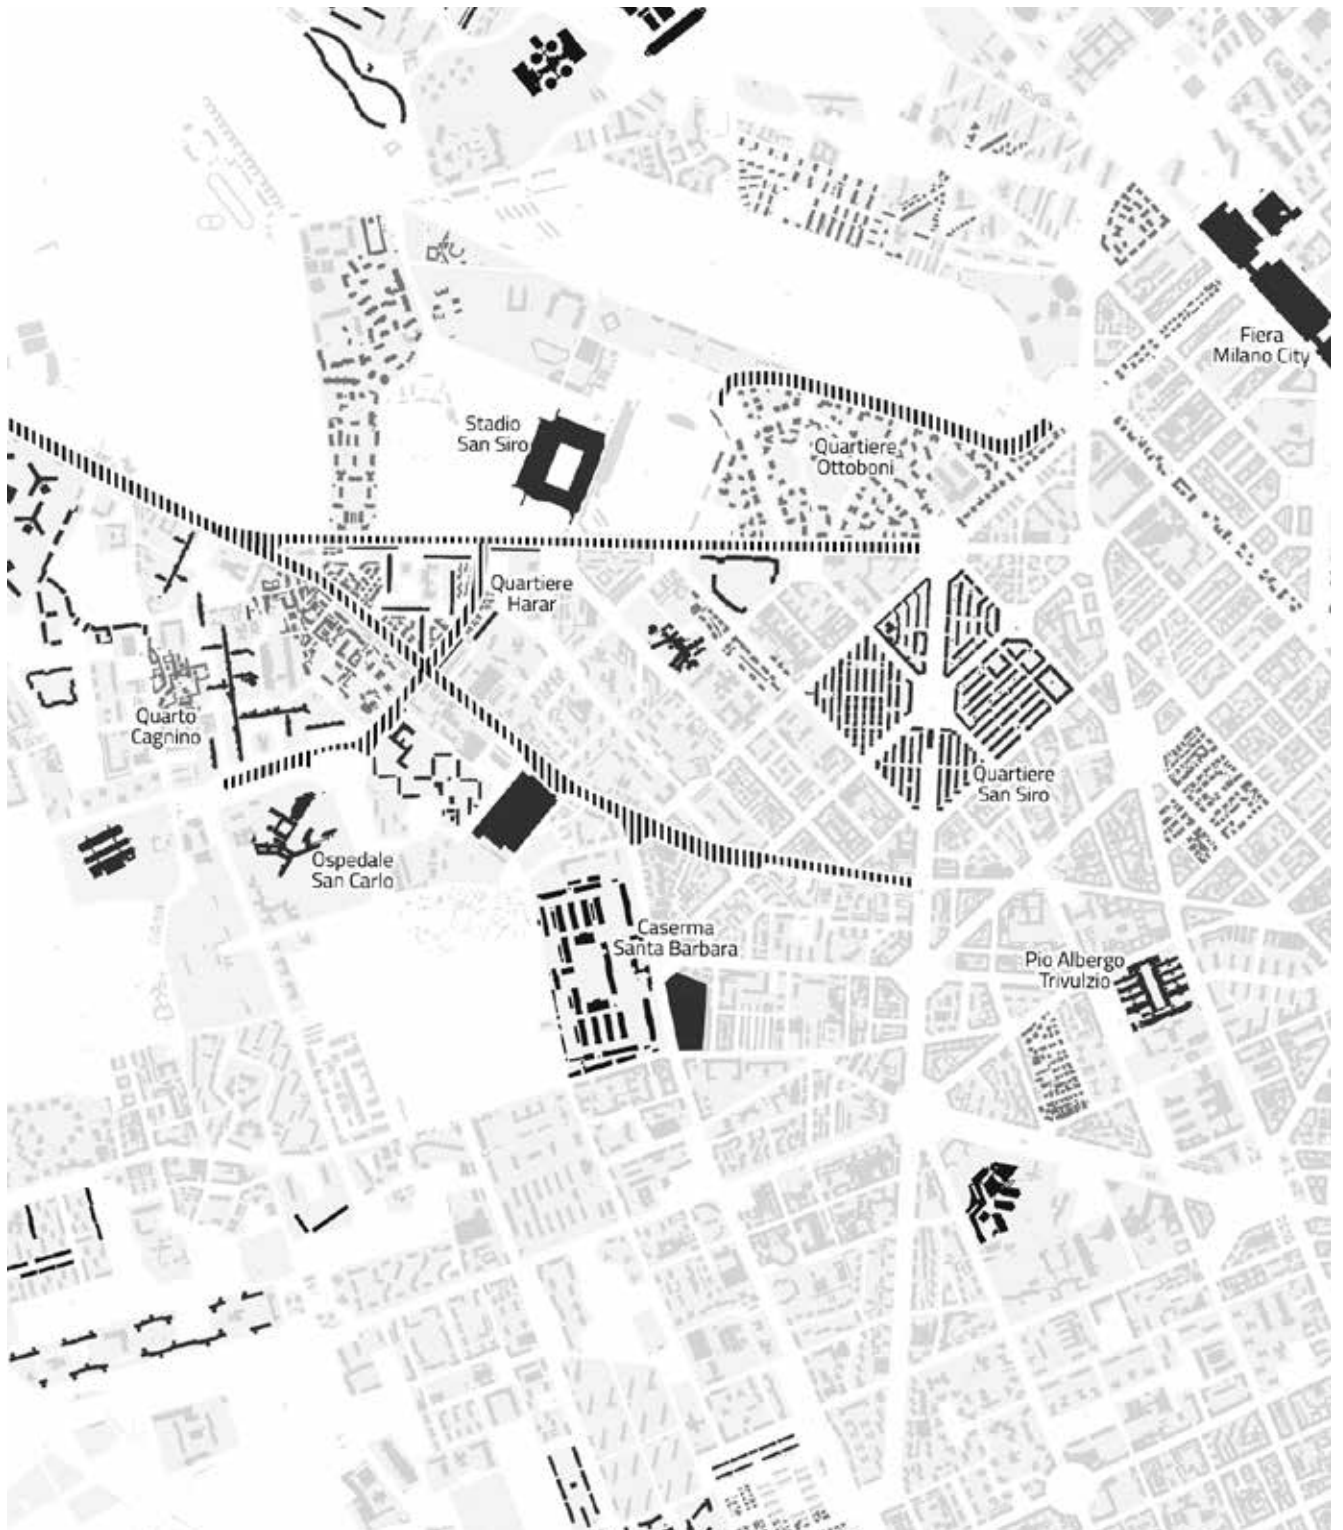 Fiera
Milano City
Stadio
San Siro
Quartiere
Ottoboni
Quartiere
Harar
Quarto
Cagnino
Quartiere
San Siro
Ospedale
San Carlo
Caserma
Santa Barbara
Pio Albergo
Trivulzio